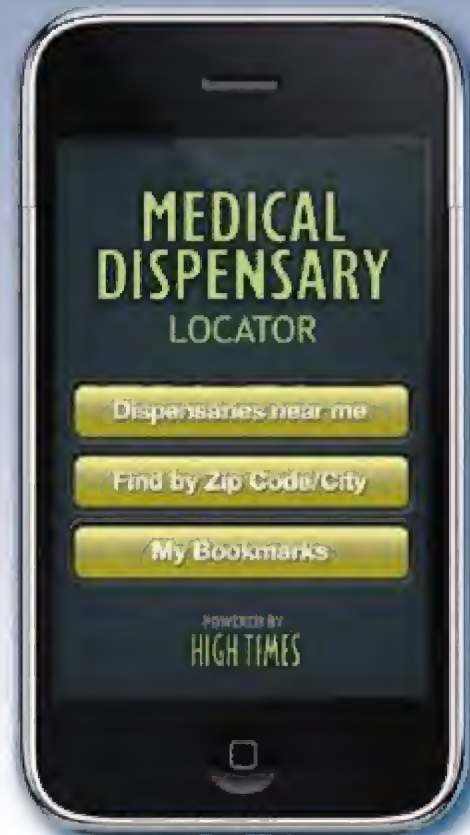 MEDICAL
DISPENSARY
LOCATOR
Dispensaries near me
Find by Zip Code/City
My Bookmarks
POWERED BY
HIGH TIMES